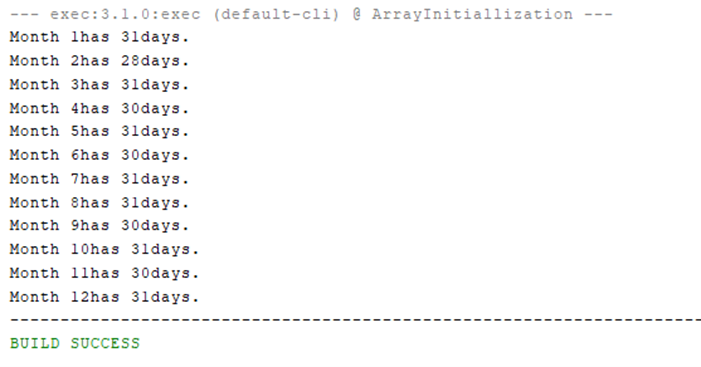 --- exec:3.1.0:exec (default-cli) @ ArrayInitiallization ---
Month 1has 31days.
Month 2has 28days.
Month 3has 31days.
Month 4has 30days.
Month 5has 31days.
Month 6has 30days.
Month 7has 31days.
Month 8has 31days.
Month 9has 30days.
Month 10has 31days.
Month 11has 30days.
Month 12has 31days.
------------------------------------------------------------------------
BUILD SUCCESS